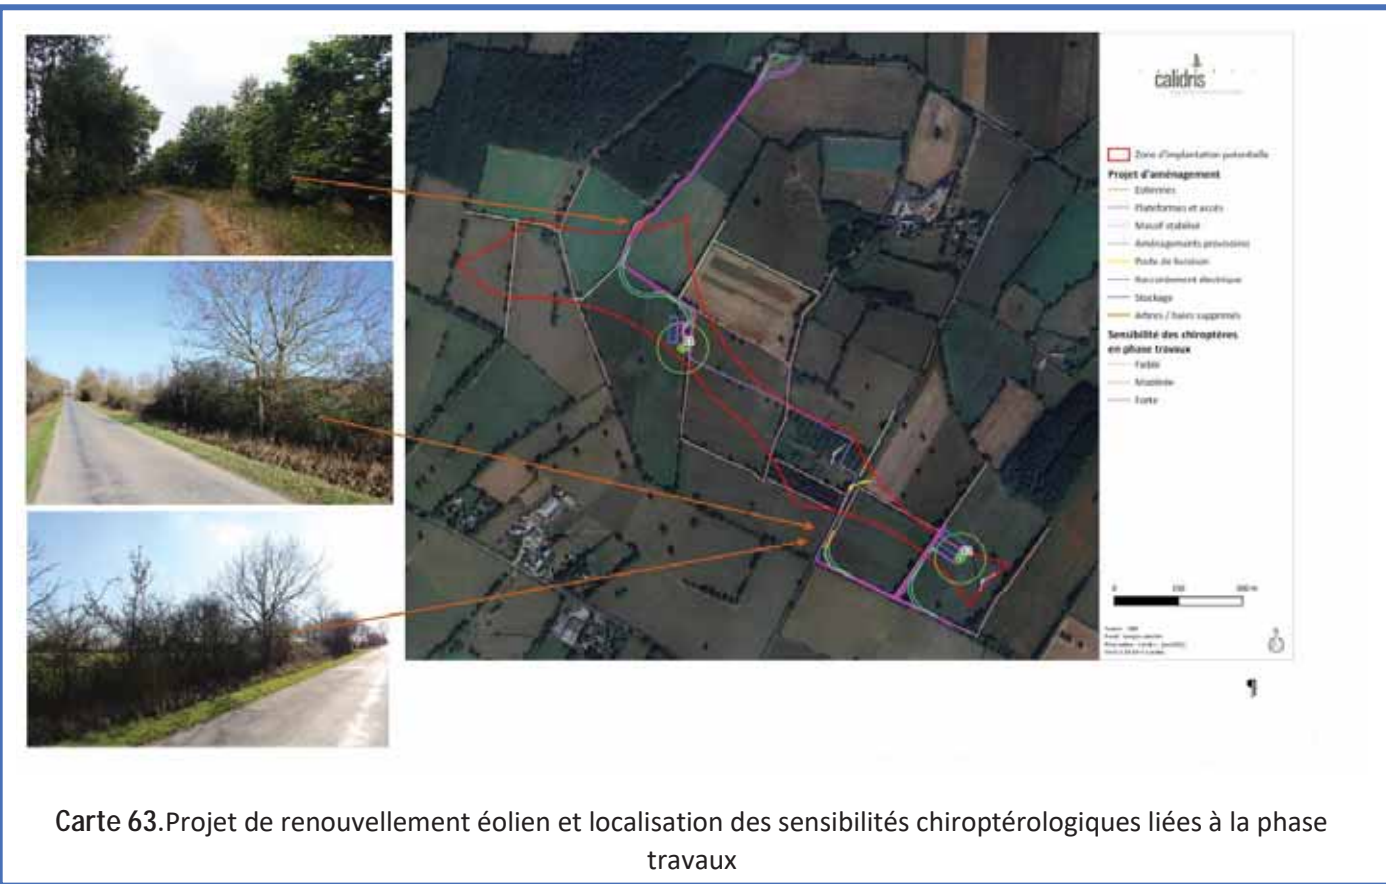 calidris
Zone d'implantation potentielle
Projet d'aménagement
Eoliennes
Plateformes et accès
Massif stabilisé
Aménagements provisoires
Poste de livraison
Raccordement électrique
Stockage
Arbres / haies supprimés
Sensibilité des chiroptères
en phase travaux
Faible
Modérée
Forte
0
¶
Carte 63.Projet de renouvellement éolien et localisation des sensibilités chiroptérologiques liées à la phase
travaux